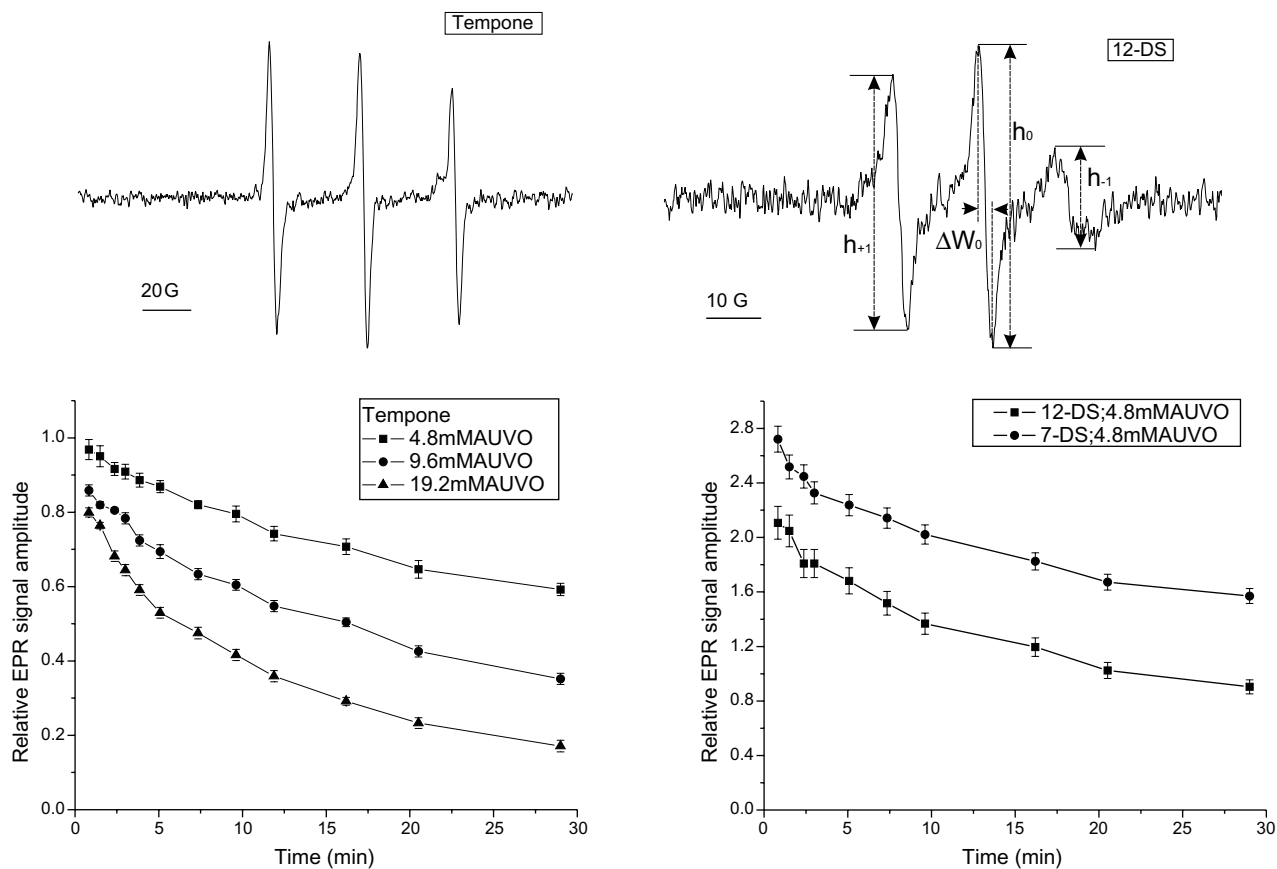 Tempone
20G
12-DS
h+1
h0
h-1
ΔW0
10 G
Relative EPR signal amplitude
1.0
0.8
0.6
0.4
0.2
0.0
Tempone
4.8mMAUVO
9.6mMAUVO
19.2mMAUVO
0 5 10 15 20 25 30
Time (min)
Relative EPR signal amplitude
2.8
2.4
2.0
1.6
1.2
0.8
0.4
0.0
12-DS;4.8mMAUVO
7-DS;4.8mMAUVO
0 5 10 15 20 25 30
Time (min)